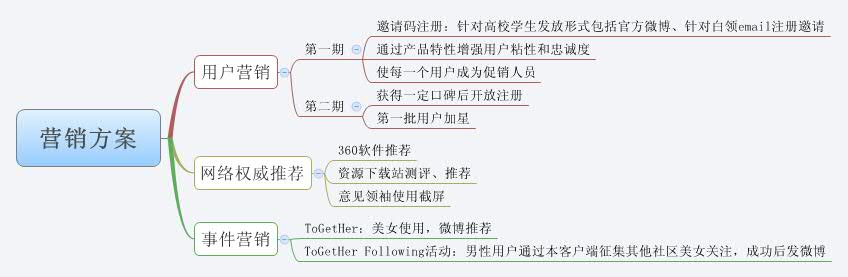 营销方案
用户营销
第一期
邀请码注册：针对高校学生发放形式包括官方微博、针对白领email注册邀请
通过产品特性增强用户粘性和忠诚度
使每一个用户成为促销人员
第二期
获得一定口碑后开放注册
第一批用户加星
网络权威推荐
360软件推荐
资源下载站测评、推荐
意见领袖使用截屏
事件营销
ToGetHer：美女使用，微博推荐
ToGetHer Following活动：男性用户通过本客户端征集其他社区美女关注，成功后发微博